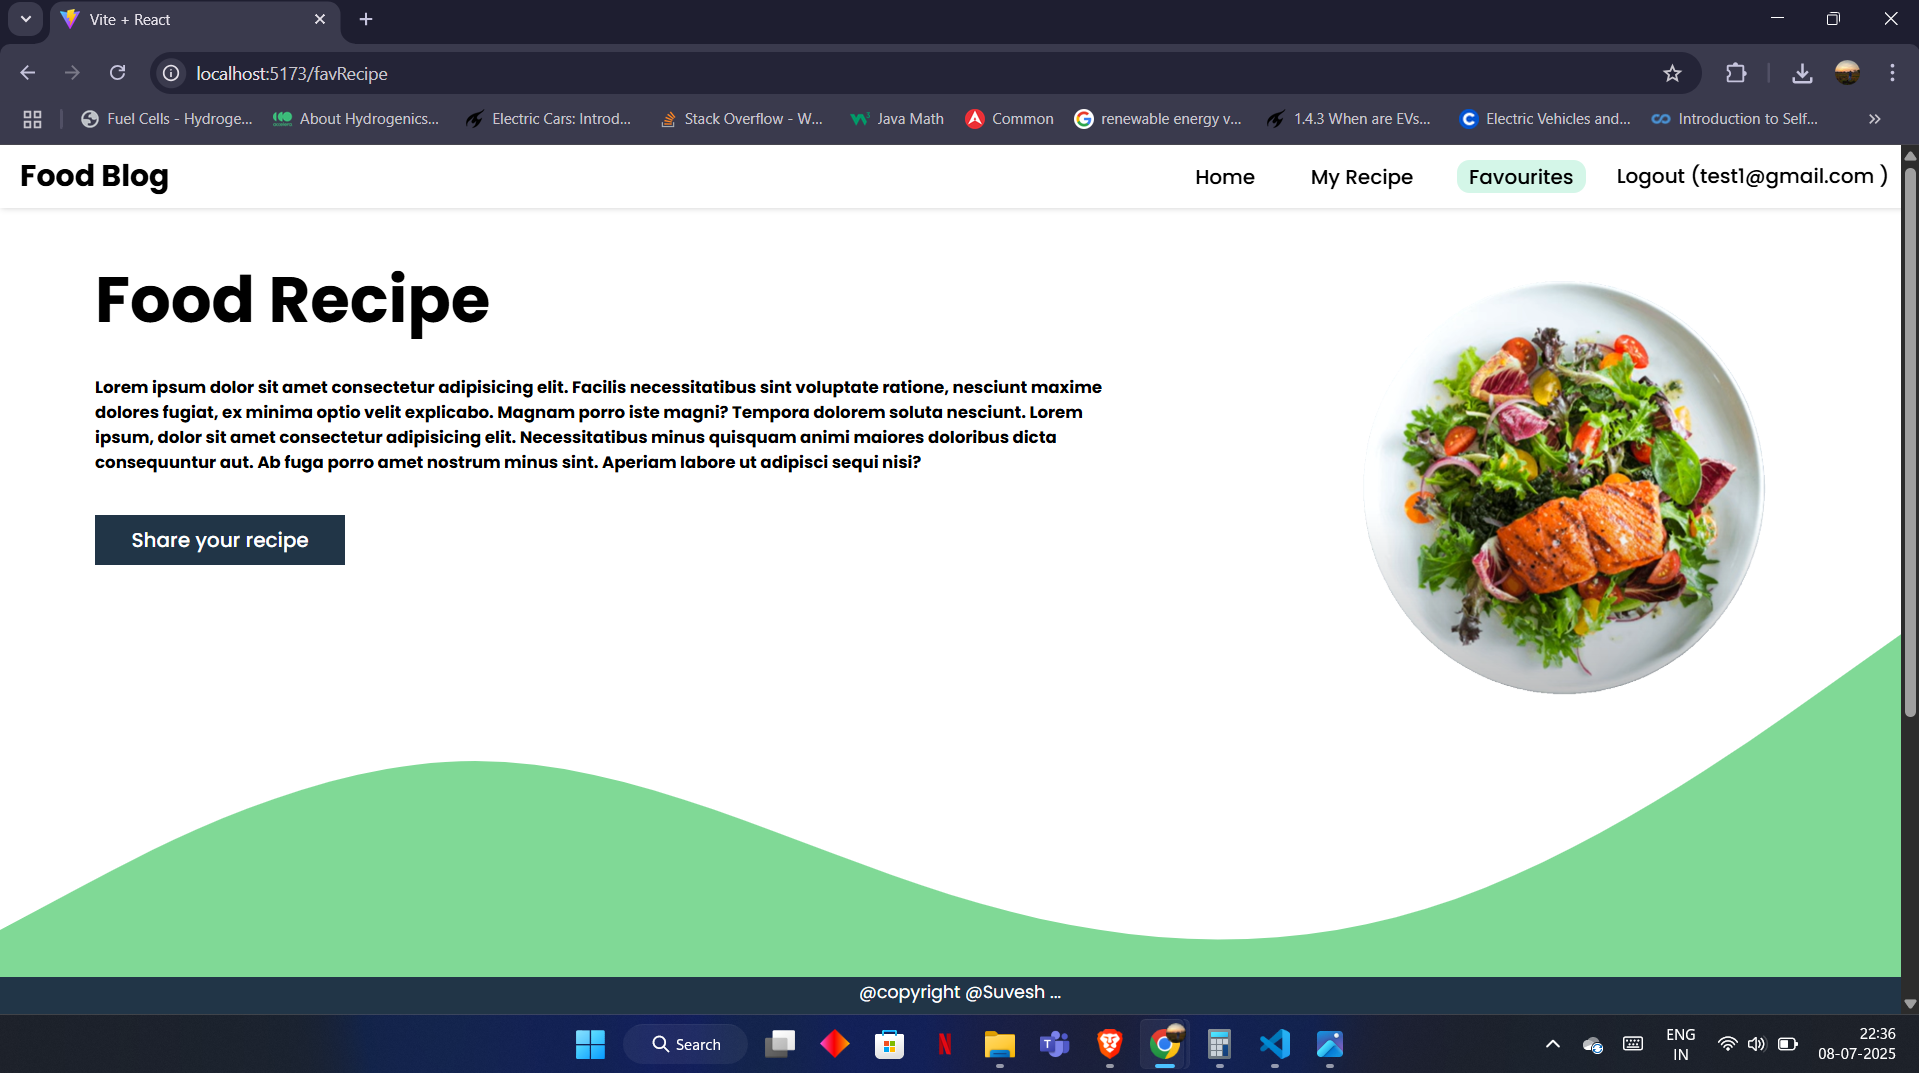 Vite + React
localhost:5173/favRecipe
Fuel Cells - Hydroge...
About Hydrogenics...
Electric Cars: Introd...
Stack Overflow - W...
Java Math
Common
renewable energy v...
1.4.3 When are EVs...
Electric Vehicles and...
Introduction to Self...
Food Blog
Home
My Recipe
Favourites
Logout (test1@gmail.com )
Food Recipe
Lorem ipsum dolor sit amet consectetur adipisicing elit. Facilis necessitatibus sint voluptate ratione, nesciunt maxime
dolores fugiat, ex minima optio velit explicabo. Magnam porro iste magni? Tempora dolorem soluta nesciunt. Lorem
ipsum, dolor sit amet consectetur adipisicing elit. Necessitatibus minus quisquam animi maiores doloribus dicta
consequuntur aut. Ab fuga porro amet nostrum minus sint. Aperiam labore ut adipisci sequi nisi?
Share your recipe
@copyright @Suvesh ...
Search
ENG
IN
22:36
08-07-2025